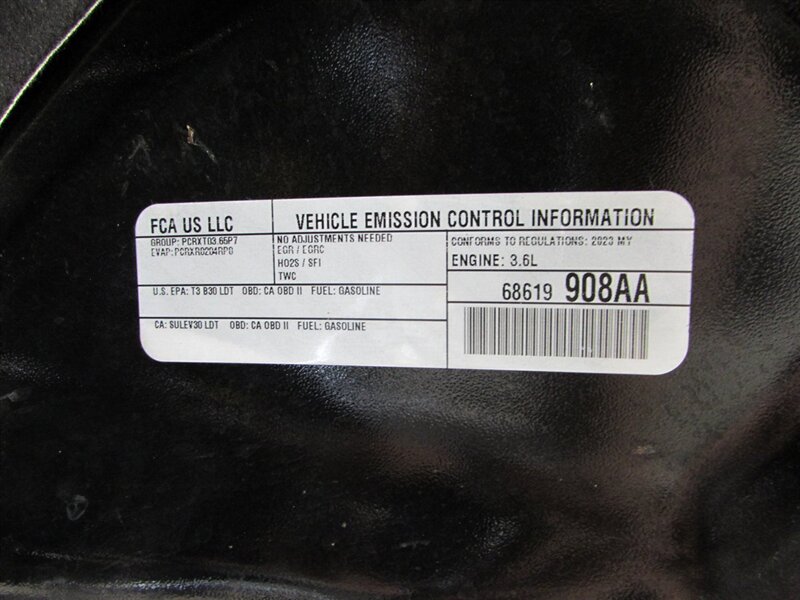 FCA US LLC
VEHICLE EMISSION CONTROL INFORMATION
GROUP: PCRXT03.65P7
EVAP: PCRXR0204RP0
NO ADJUSTMENTS NEEDED
EGR / EGRC
HO2S / SFI
TWC
CONFORMS TO REGULATIONS: 2023 MY
ENGINE: 3.6L
U.S. EPA: T3 B30 LDT OBD: CA OBD II FUEL: GASOLINE
68619 908AA
CA: SULEV30 LDT OBD: CA OBD II FUEL: GASOLINE